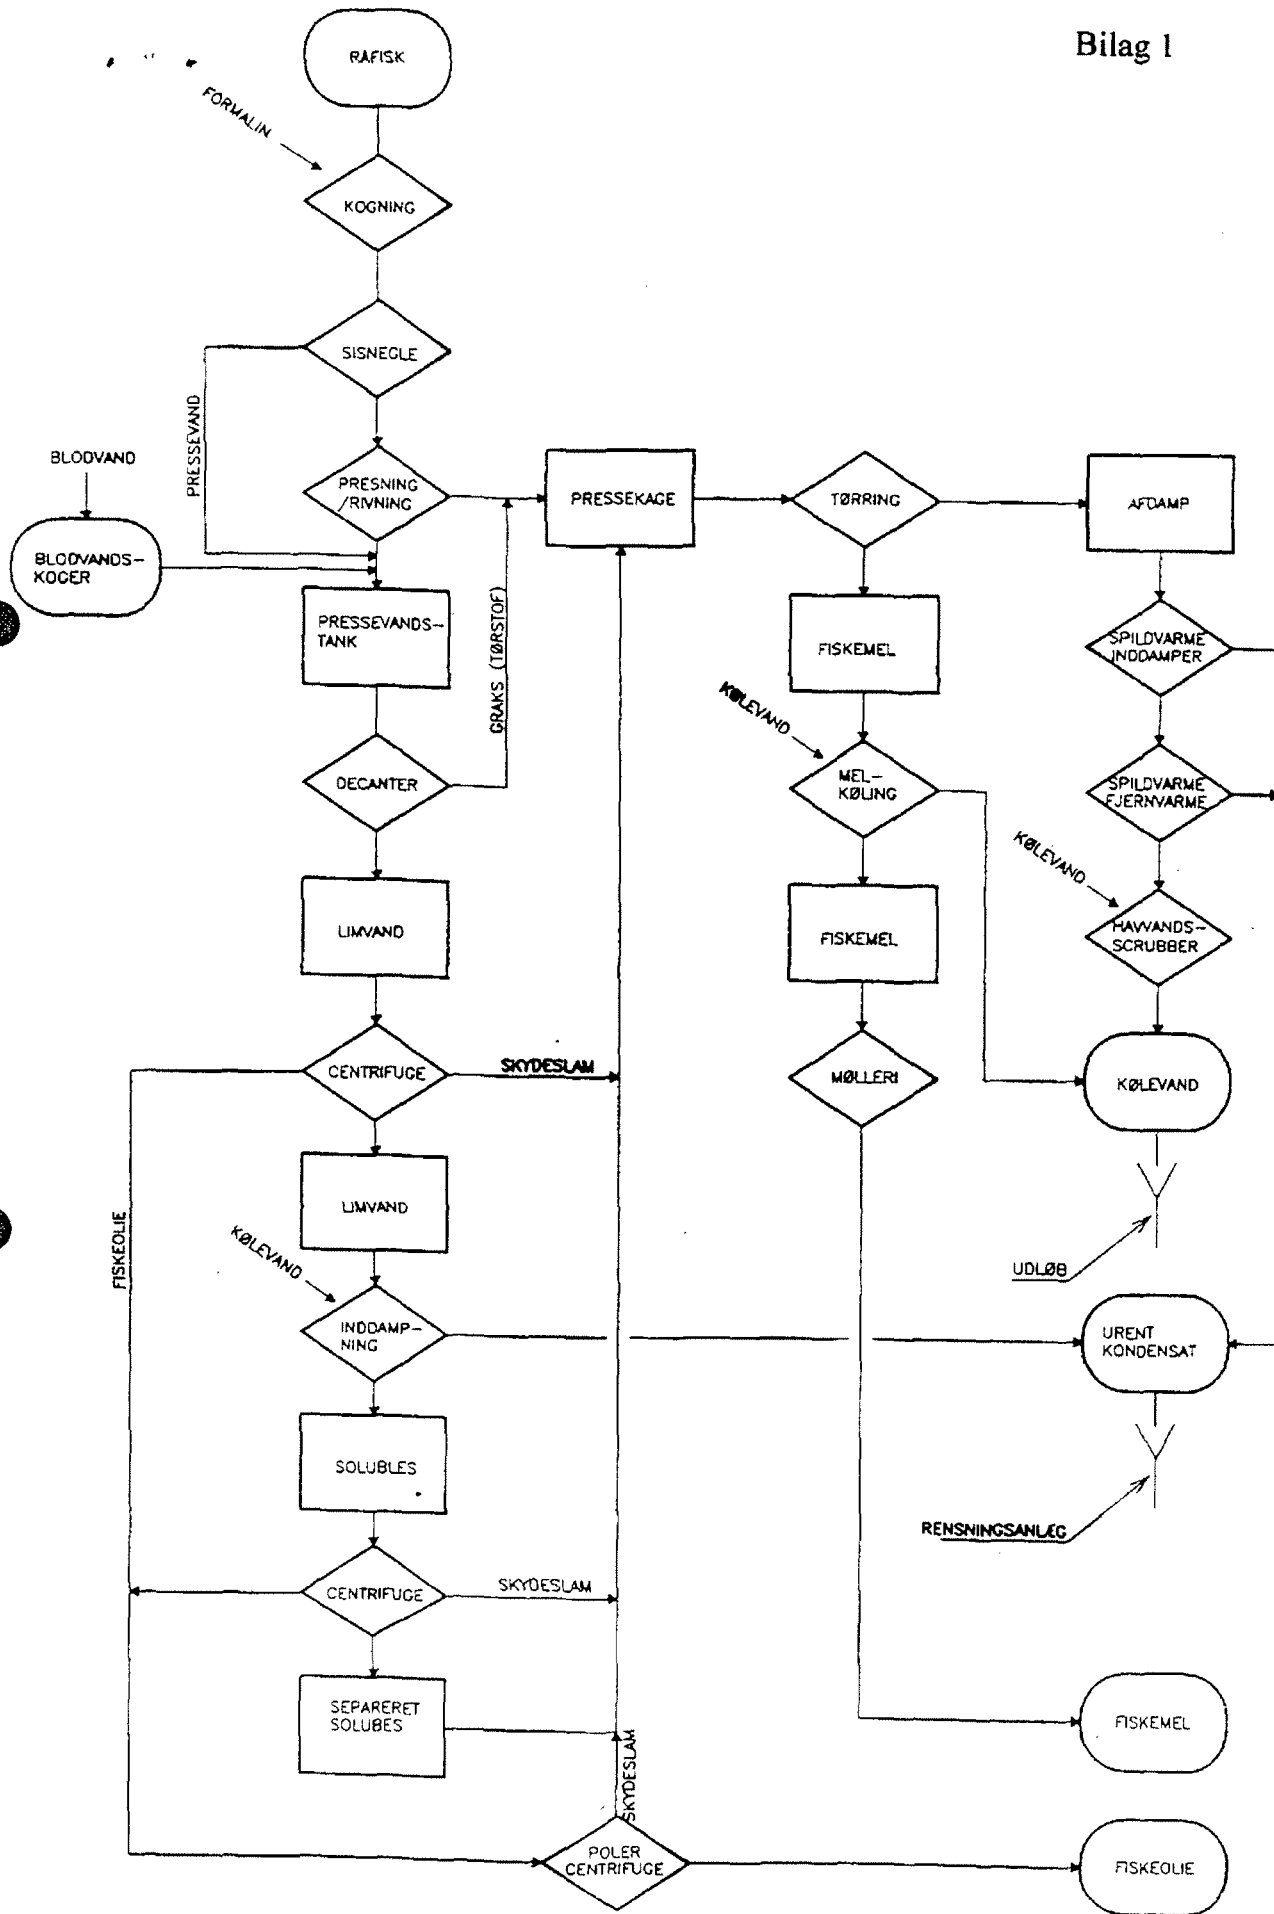 Bilag 1
RAFISK
FORMALIN
KOGNING
SISNEGLE
PRESSEVAND
BLODVAND
PRESNING
/RIVNING
PRESSEKAGE
TØRRING
AFDAMP
BLODVANDS-
KOGER
PRESSEVANDS-
TANK
GRAKS (TØRSTOF)
FISKEMEL
SPILDVARME
INDDAMPER
KØLEVAND
DECANTER
MEL-
KØLING
SPILDVARME
FJERNVARME
KØLEVAND
LIMVAND
FISKEMEL
HAVVANDS-
SCRUBBER
CENTRIFUGE
SKYDESLAM
MØLLERI
KØLEVAND
LIMVAND
FISKEOLIE
KØLEVAND
UDLØB
INDDAMP-
NING
URENT
KONDENSAT
SOLUBLES
RENSNINGSANLÆG
CENTRIFUGE
SKYDESLAM
SEPARERET
SOLUBES
FISKEMEL
SKYDESLAM
POLER
CENTRIFUGE
FISKEOLIE